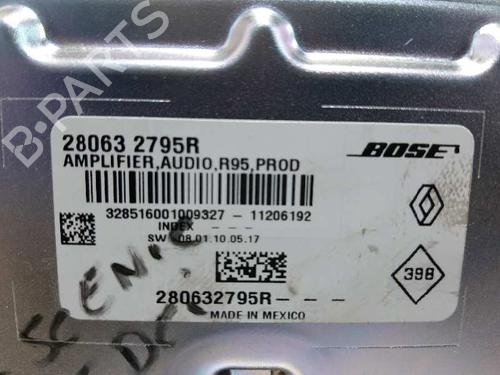 B-PARTS
28063 2795R
AMPLIFIER,AUDIO,R95,PROD
BOSE
328516001009327 - 11206192
INDEX - - -
SW 08.01.10.05.17
398
280632795R- - -
MADE IN MEXICO
SCENIC